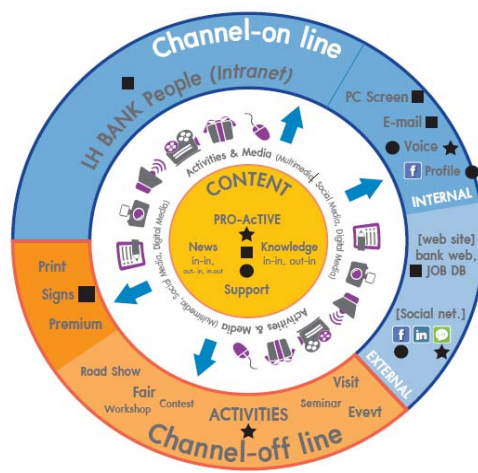 Channel-on line
LH BANK People (Intranet)
PC Screen
E-mail
Voice
Profile
INTERNAL
[web site]
bank web,
JOB DB
[Social net.]
EXTERNAL
Activities & Media (Multimedia, Social Media, Digital Media)
CONTENT
PRO-AcTIVE
News
in-in,
out-in, in-out
Knowledge
in-in, out-in
Support
Activities & Media (Multimedia, Social Media, Digital Media)
Print
Signs
Premium
Road Show
Fair
Workshop
Contest
ACTIVITIES
Seminar
Visit
Evevt
Channel-off line